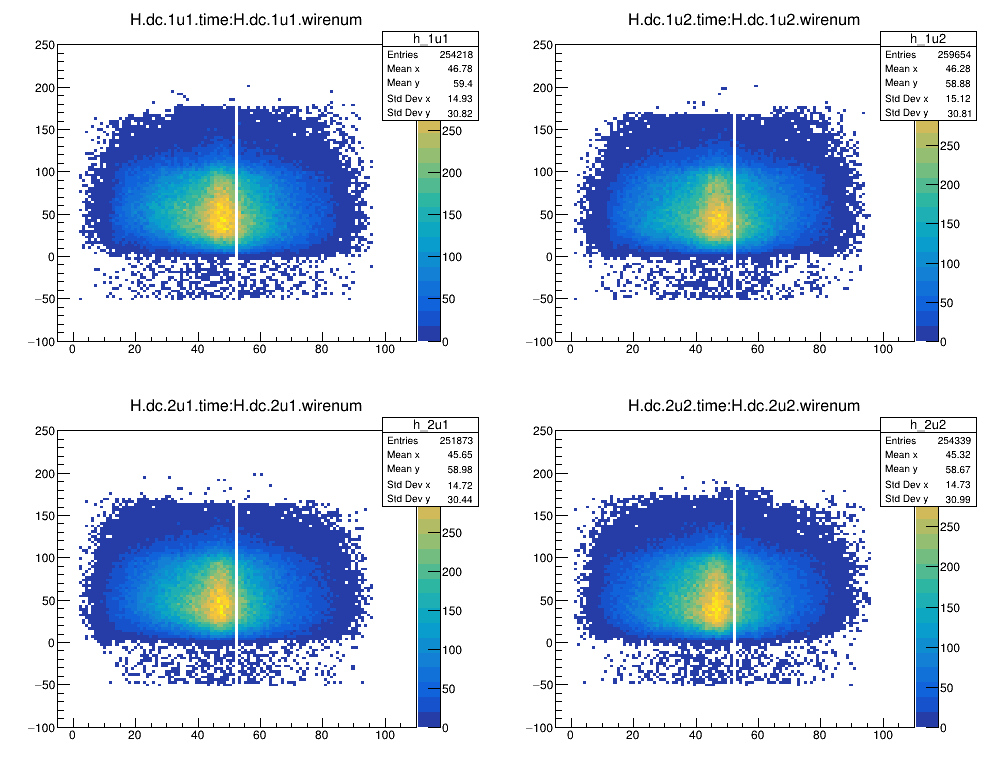 H.dc.1u1.time:H.dc.1u1.wirenum
h_1u1
Entries 254218
Mean x 46.78
Mean y 59.4
Std Dev x 14.93
Std Dev y 30.82
250
200
150
100
50
0
−50
−100
0 20 40 60 80 100
250
200
150
100
50
0
H.dc.1u2.time:H.dc.1u2.wirenum
h_1u2
Entries 259654
Mean x 46.28
Mean y 58.88
Std Dev x 15.12
Std Dev y 30.81
250
200
150
100
50
0
−50
−100
0 20 40 60 80 100
250
200
150
100
50
0
H.dc.2u1.time:H.dc.2u1.wirenum
h_2u1
Entries 251873
Mean x 45.65
Mean y 58.98
Std Dev x 14.72
Std Dev y 30.44
250
200
150
100
50
0
−50
−100
0 20 40 60 80 100
250
200
150
100
50
0
H.dc.2u2.time:H.dc.2u2.wirenum
h_2u2
Entries 254339
Mean x 45.32
Mean y 58.67
Std Dev x 14.73
Std Dev y 30.99
250
200
150
100
50
0
−50
−100
0 20 40 60 80 100
250
200
150
100
50
0